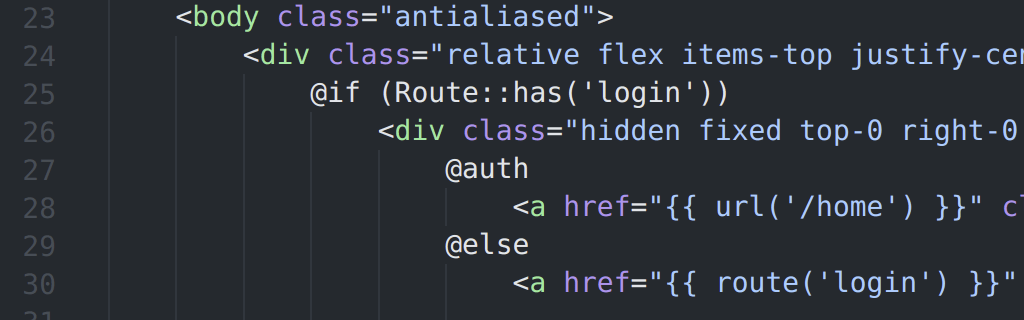 23 <body class="antialiased">
24 <div class="relative flex items-top justify-cen
25 @if (Route::has('login'))
26 <div class="hidden fixed top-0 right-0
27 @auth
28 <a href="{{ url('/home') }}" cl
29 @else
30 <a href="{{ route('login') }}"
31